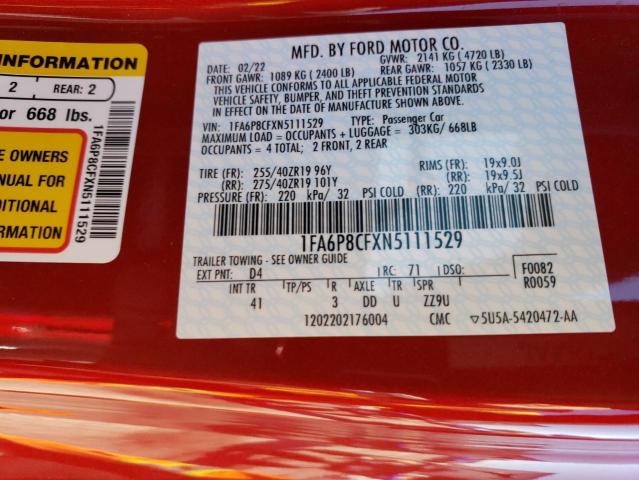 INFORMATION
2 REAR: 2
or 668 lbs.
E OWNERS
NUAL FOR
DITIONAL
ORMATION
1FA6P8CFXN5111529
MFD. BY FORD MOTOR CO.
DATE: 02/22 GVWR: 2141 KG ( 4720 LB)
FRONT GAWR: 1089 KG ( 2400 LB) REAR GAWR: 1057 KG ( 2330 LB)
THIS VEHICLE CONFORMS TO ALL APPLICABLE FEDERAL MOTOR
VEHICLE SAFETY, BUMPER, AND THEFT PREVENTION STANDARDS
IN EFFECT ON THE DATE OF MANUFACTURE SHOWN ABOVE.
VIN: 1FA6P8CFXN5111529 TYPE: Passenger Car
MAXIMUM LOAD = OCCUPANTS + LUGGAGE = 303KG/ 668LB
OCCUPANTS = 4 TOTAL; 2 FRONT, 2 REAR
TIRE (FR): 255/40ZR19 96Y RIMS (FR): 19x9.0J
(RR): 275/40ZR19 101Y (RR): 19x9.5J
PRESSURE (FR): 220 kPa/ 32 PSI COLD (RR): 220 kPa/ 32 PSI COLD
1FA6P8CFXN5111529
TRAILER TOWING - SEE OWNER GUIDE
EXT PNT: D4 RC: 71 DSO: F0082
R0059
INT TR TP/PS R AXLE TR SPR
41 3 DD U ZZ9U
1202202176004 CMC ▽5U5A-5420472-AA